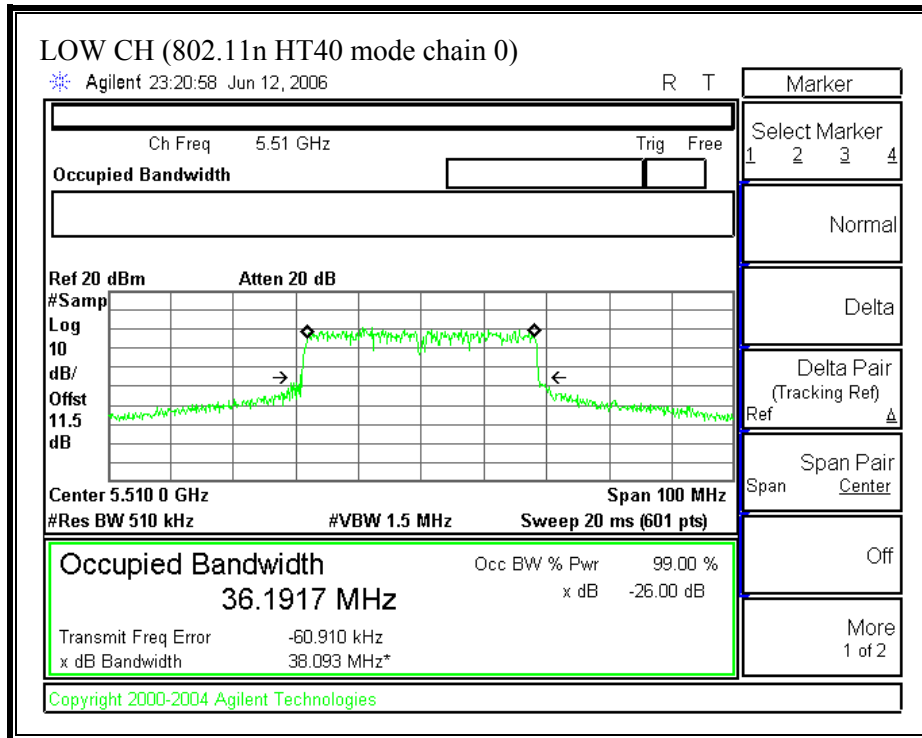 LOW CH (802.11n HT40 mode chain 0)
Agilent 23:20:58 Jun 12, 2006 R T
Ch Freq 5.51 GHz Trig Free
Occupied Bandwidth
Ref 20 dBm Atten 20 dB
#Samp
Log
10
dB/
Offst
11.5
dB
Center 5.510 0 GHz Span 100 MHz
#Res BW 510 kHz #VBW 1.5 MHz Sweep 20 ms (601 pts)
Occupied Bandwidth Occ BW % Pwr 99.00 %
36.1917 MHz x dB -26.00 dB
Transmit Freq Error -60.910 kHz
x dB Bandwidth 38.093 MHz*
Copyright 2000-2004 Agilent Technologies
Marker
Select Marker
1 2 3 4
Normal
Delta
Delta Pair
(Tracking Ref)
Ref Δ
Span Pair
Span Center
Off
More
1 of 2